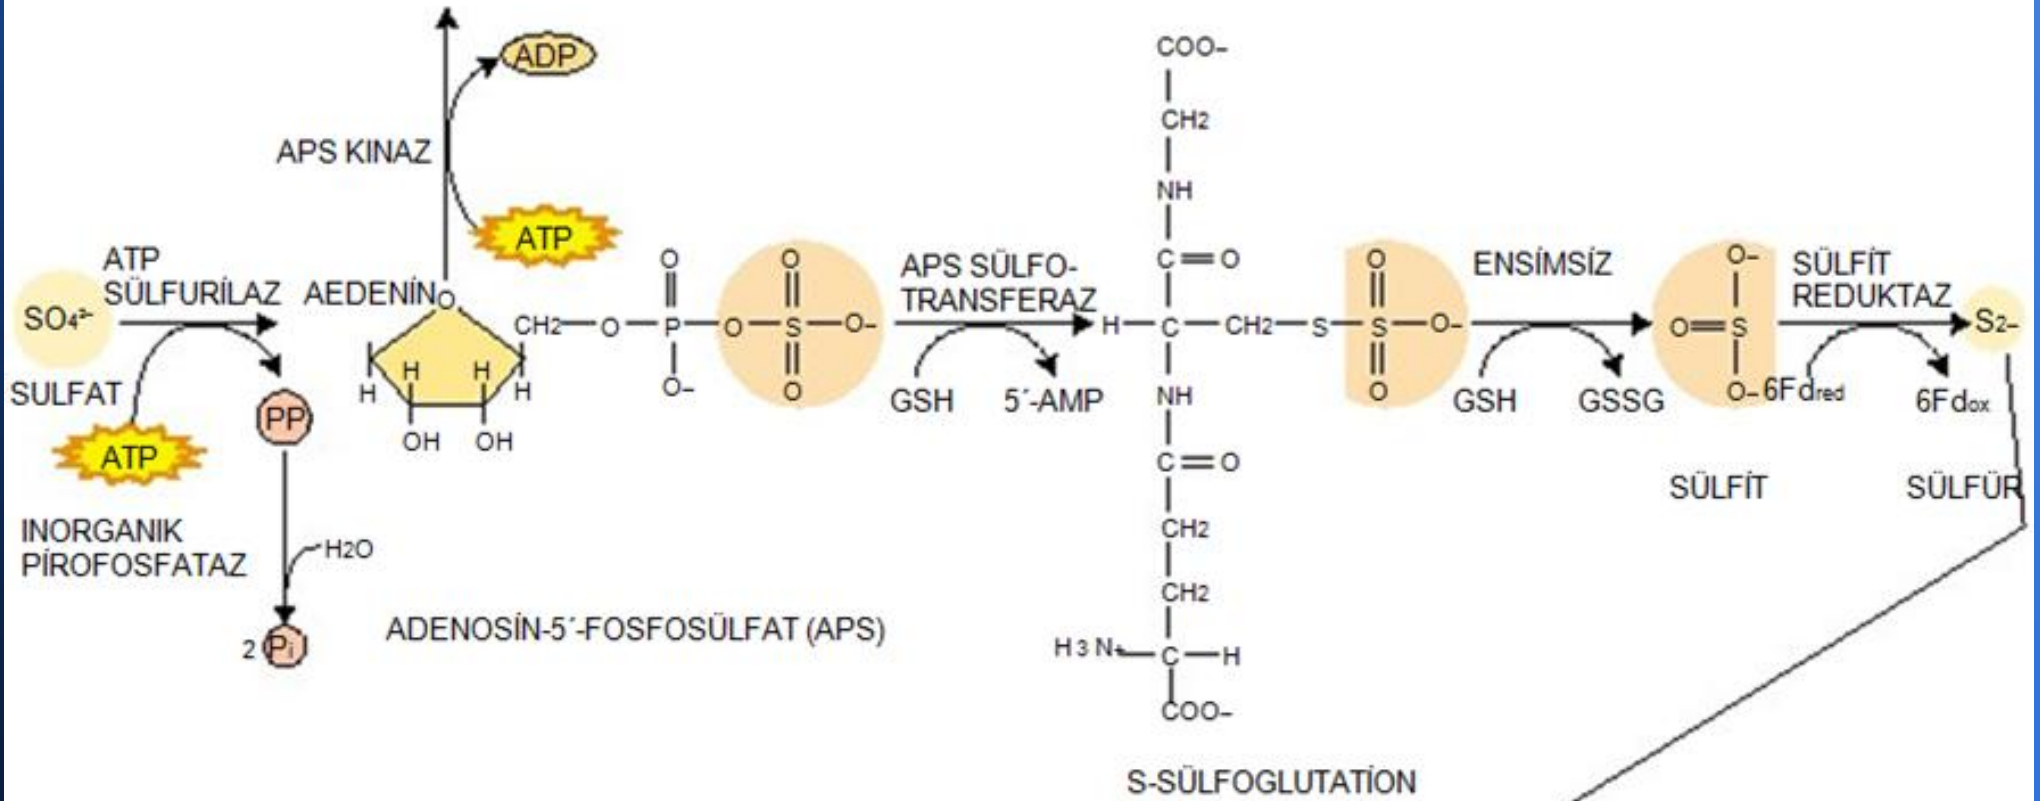 ADP
APS KINAZ
ATP
ATP
SÜLFURİLAZ
SO₄²⁻
SULFAT
ATP
PP
INORGANIK
PİROFOSFATAZ
H2O
2 Pi
AEDENİN
O
CH2 O P O S O–
O O
O– O
H H H H
OH OH
ADENOSİN-5´-FOSFOSÜLFAT (APS)
APS SÜLFO-
TRANSFERAZ
GSH 5´-AMP
COO–
CH2
NH
C O
H C CH2 S S O–
O
O
NH
C O
CH2
CH2
H3N+ C H
COO–
S-SÜLFOGLUTATİON
ENSİMSİZ
GSH GSSG
O–
O S
O–
SÜLFİT
SÜLFİT
REDUKTAZ
6Fdred 6Fdox
S2–
SÜLFÜR